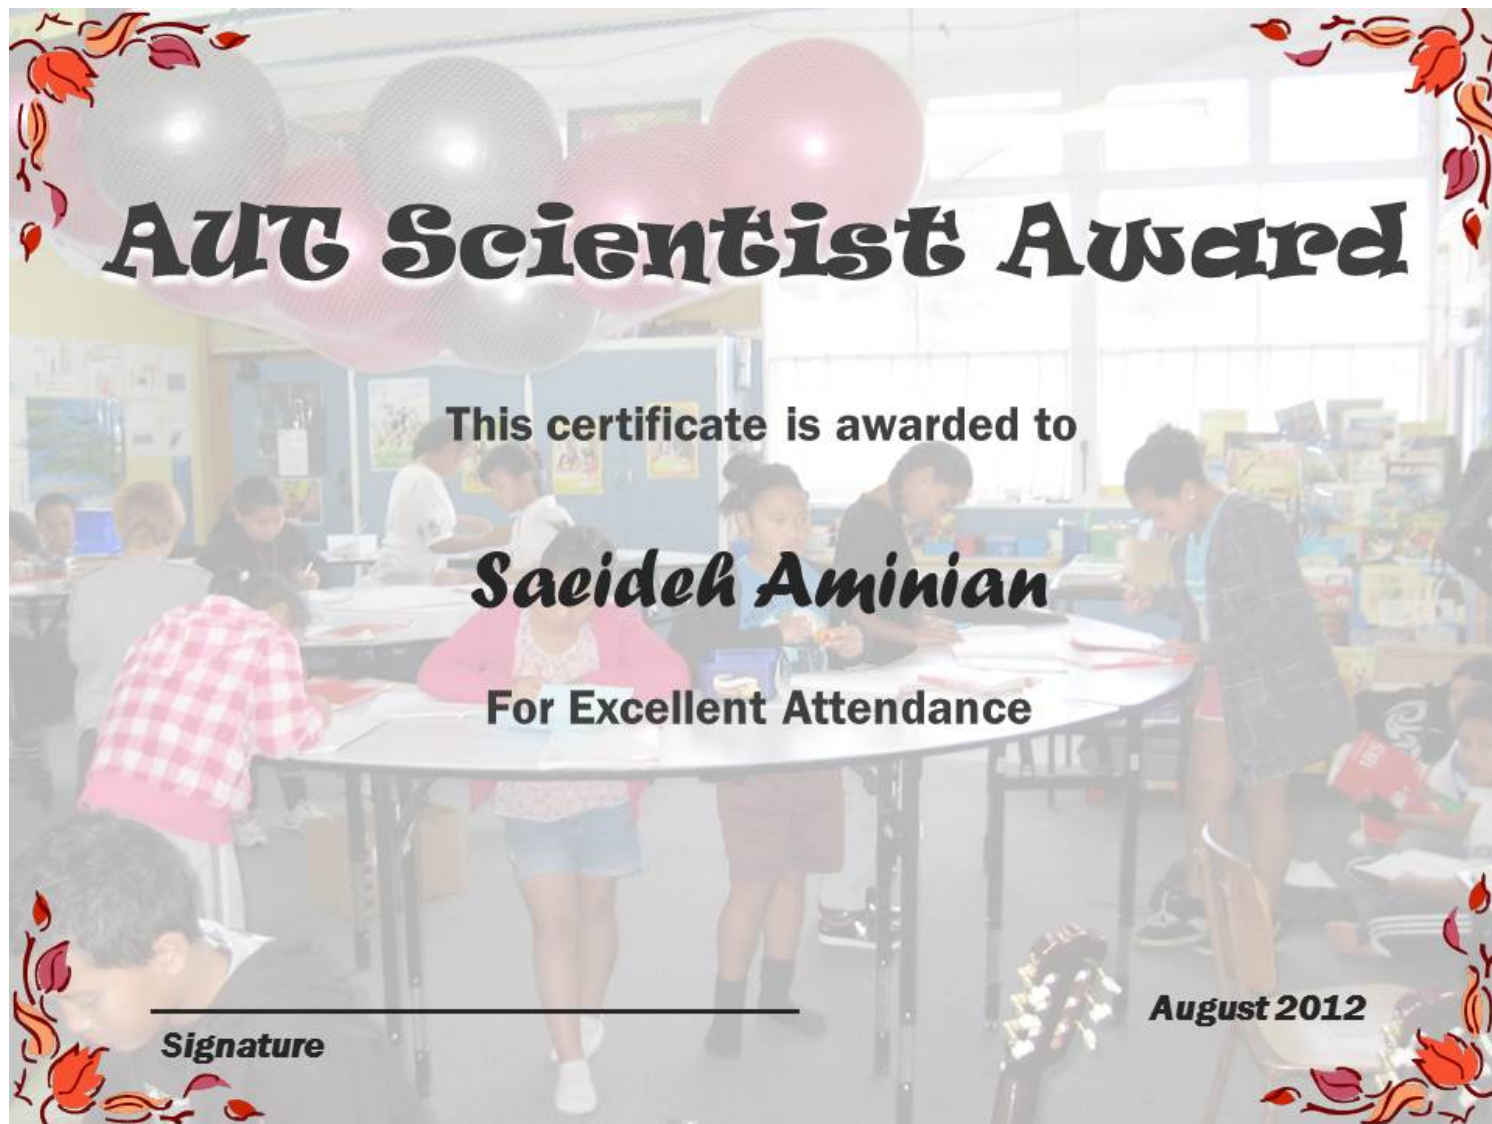 AUT Scientist Award
This certificate is awarded to
Saeideh Aminian
For Excellent Attendance
August 2012
Signature